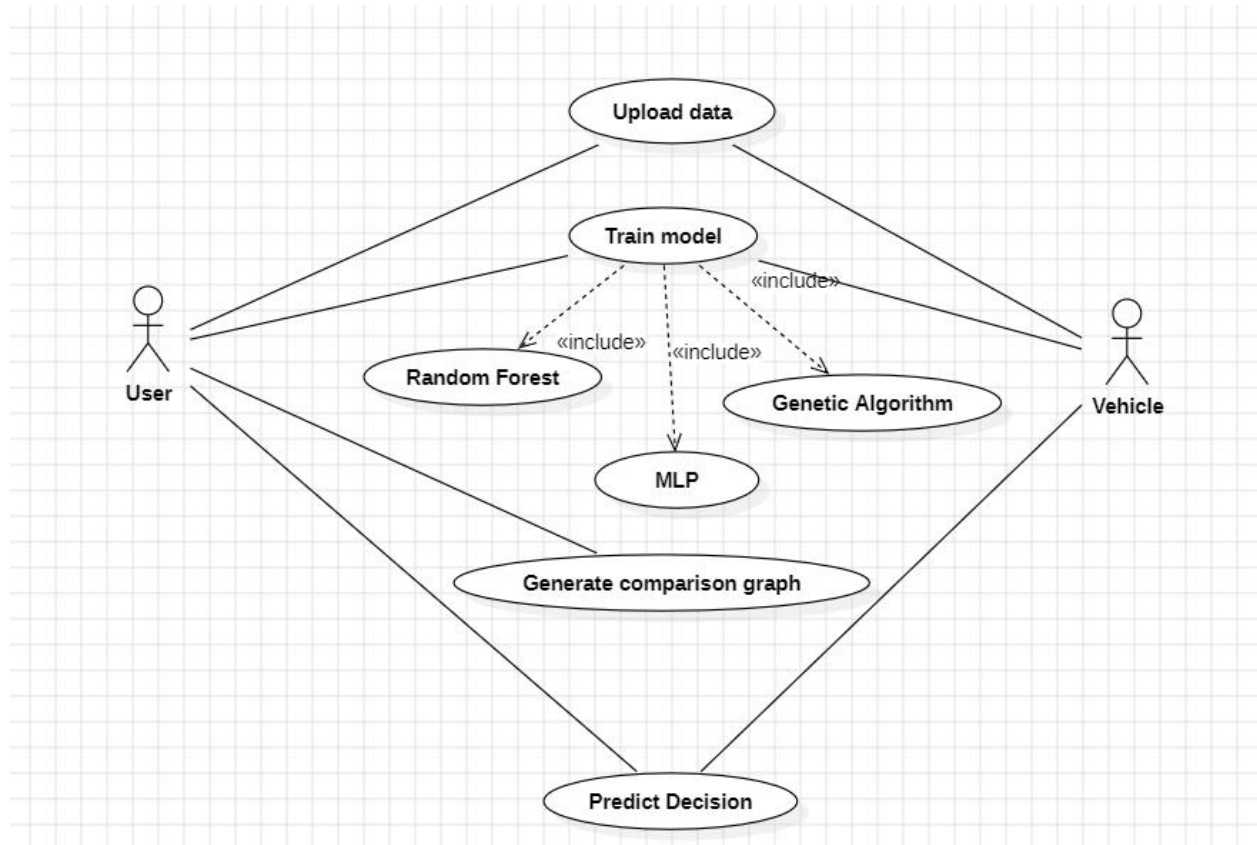 Upload data
Train model
«include»
«include»
«include»
Random Forest
Genetic Algorithm
User
Vehicle
MLP
Generate comparison graph
Predict Decision